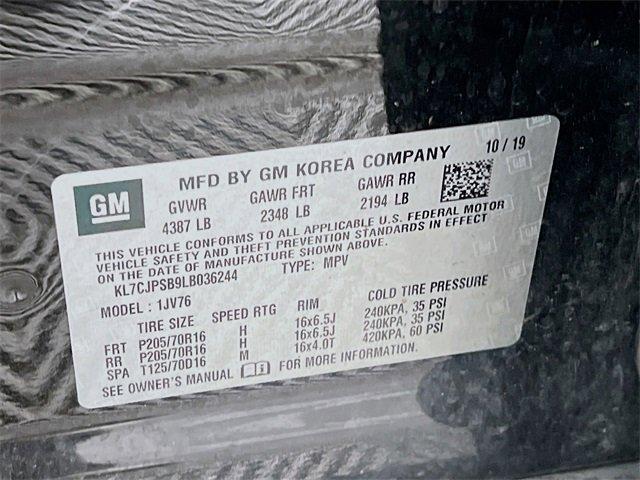 MFD BY GM KOREA COMPANY 10 / 19
GM
GVWR GAWR FRT GAWR RR
4387 LB 2348 LB 2194 LB
THIS VEHICLE CONFORMS TO ALL APPLICABLE U.S. FEDERAL MOTOR
VEHICLE SAFETY AND THEFT PREVENTION STANDARDS IN EFFECT
ON THE DATE OF MANUFACTURE SHOWN ABOVE.
KL7CJPSB9LB036244 TYPE: MPV
MODEL : 1JV76
TIRE SIZE SPEED RTG RIM COLD TIRE PRESSURE
FRT P205/70R16 H 16x6.5J 240KPA, 35 PSI
RR P205/70R16 H 16x6.5J 240KPA, 35 PSI
SPA T125/70D16 M 16x4.0T 420KPA, 60 PSI
SEE OWNER'S MANUAL FOR MORE INFORMATION.